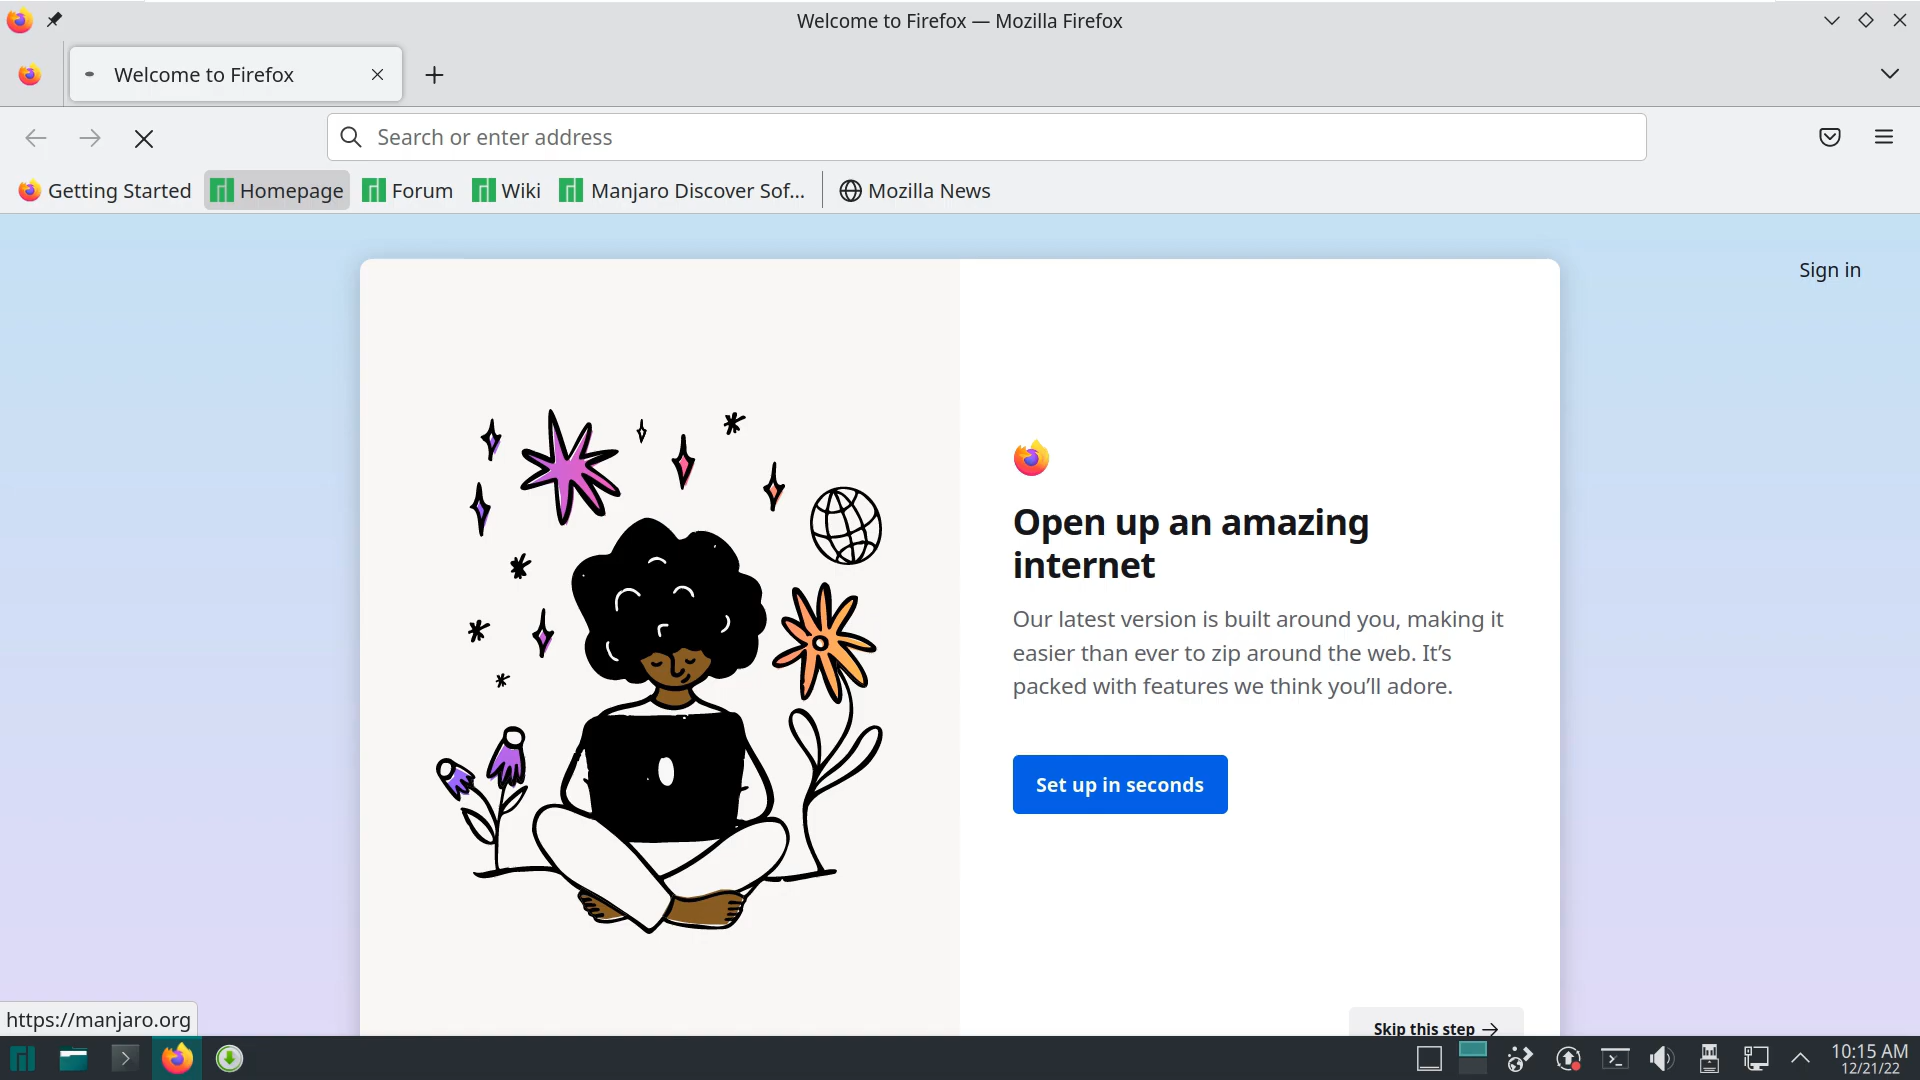 Welcome to Firefox — Mozilla Firefox
Welcome to Firefox
Search or enter address
Getting Started Homepage Forum Wiki Manjaro Discover Sof... Mozilla News
Sign in
Open up an amazing
internet
Our latest version is built around you, making it
easier than ever to zip around the web. It’s
packed with features we think you’ll adore.
Set up in seconds
Skip this step
https://manjaro.org
10:15 AM
12/21/22